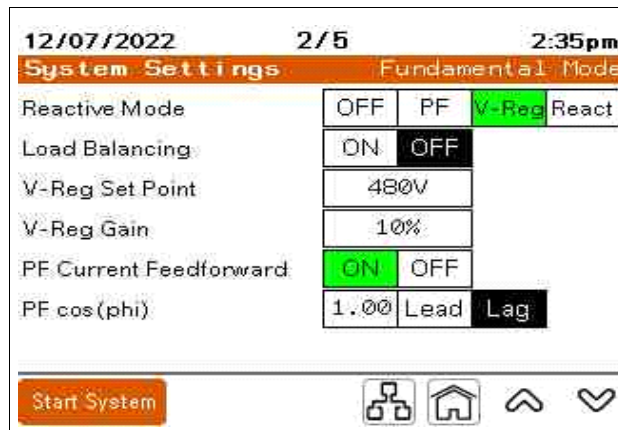 12/07/2022 2/5 2:35pm
System Settings Fundamental Mode
Reactive Mode OFF PF V-Reg React
Load Balancing ON OFF
V-Reg Set Point 480V
V-Reg Gain 10%
PF Current Feedforward ON OFF
PF cos(phi) 1.00 Lead Lag
Start System